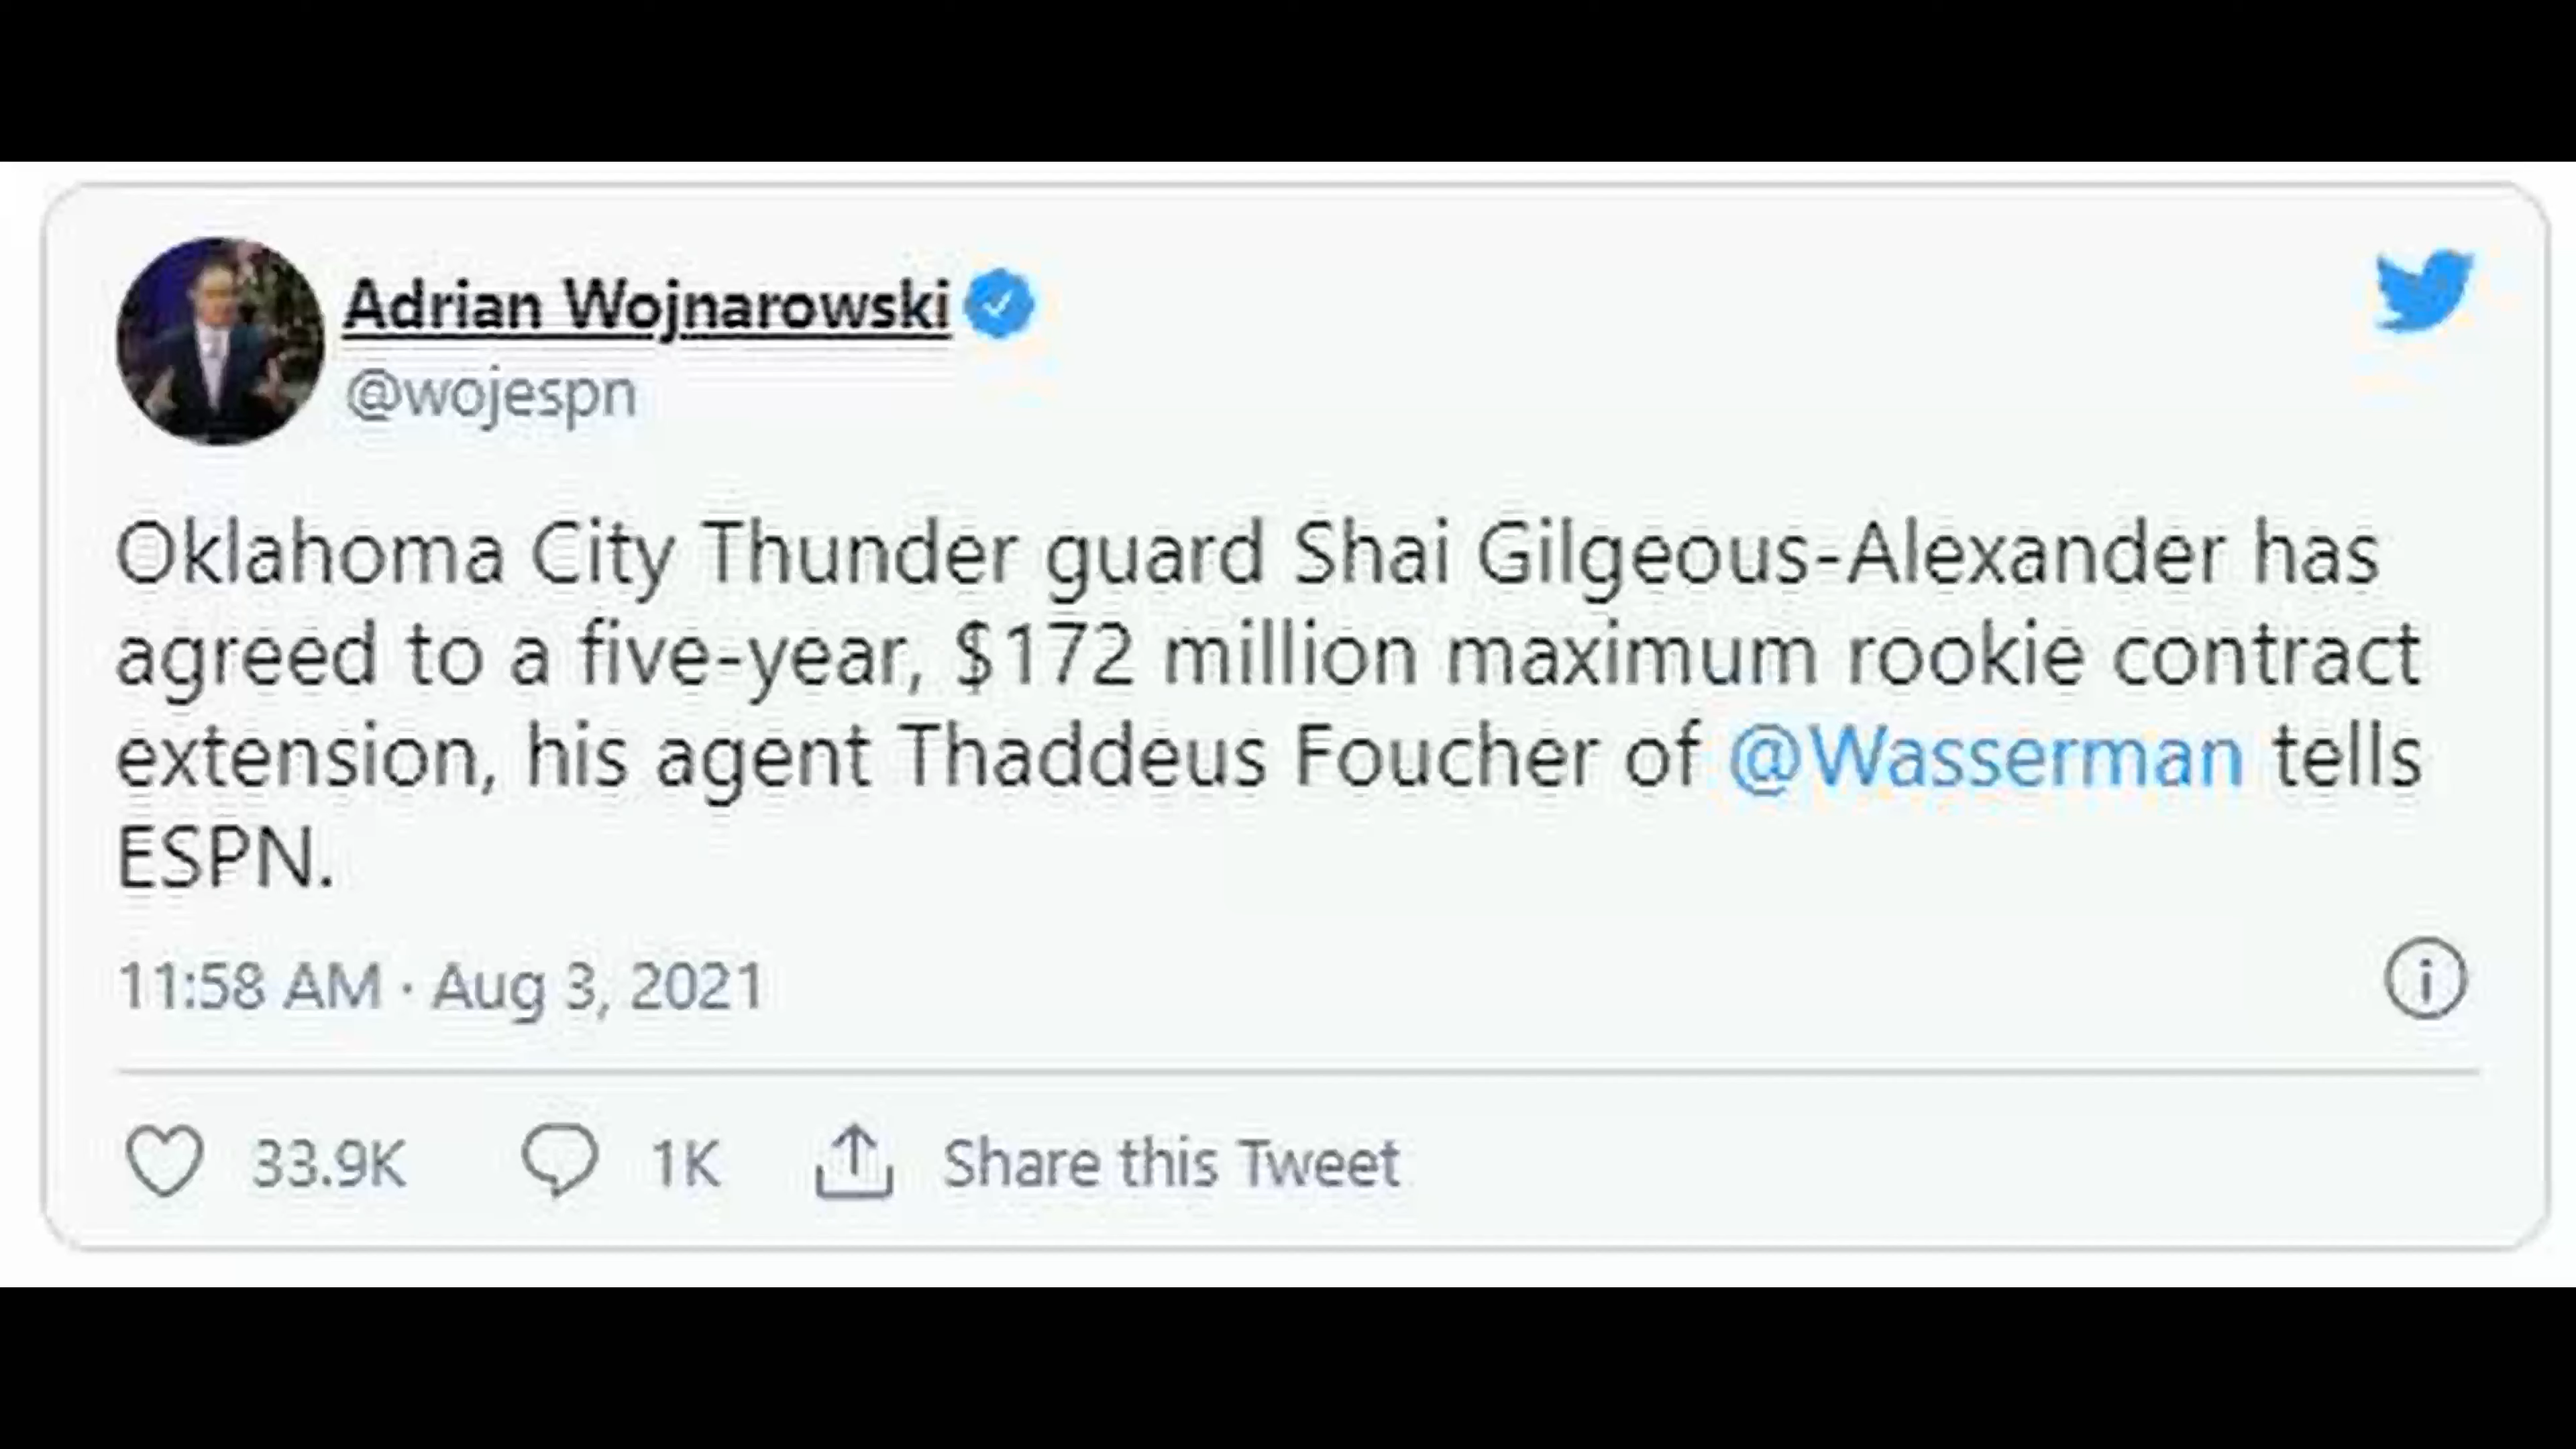 Adrian Wojnarowski
@wojespn
Oklahoma City Thunder guard Shai Gilgeous-Alexander has
agreed to a five-year, $172 million maximum rookie contract
extension, his agent Thaddeus Foucher of @Wasserman tells
ESPN.
11:58 AM · Aug 3, 2021
33.9K 1K Share this Tweet